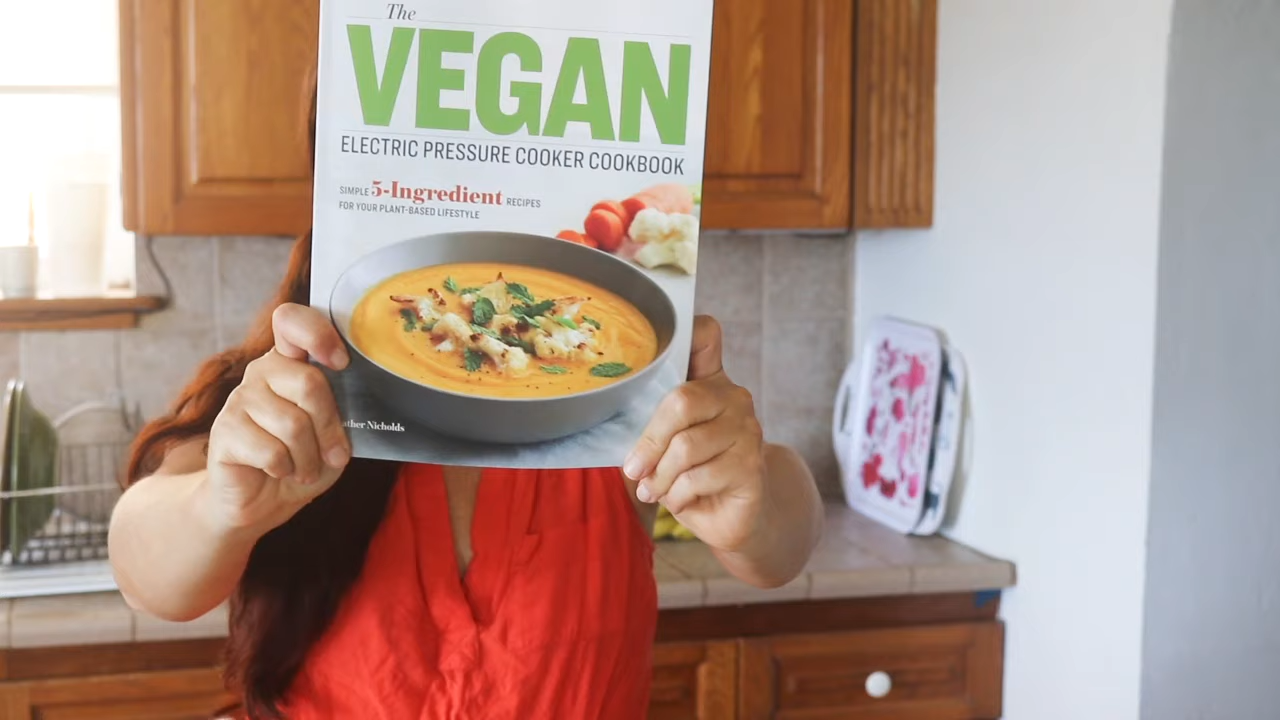 The
VEGAN
ELECTRIC PRESSURE COOKER COOKBOOK
SIMPLE 5-Ingredient RECIPES
FOR YOUR PLANT-BASED LIFESTYLE
Nicholds